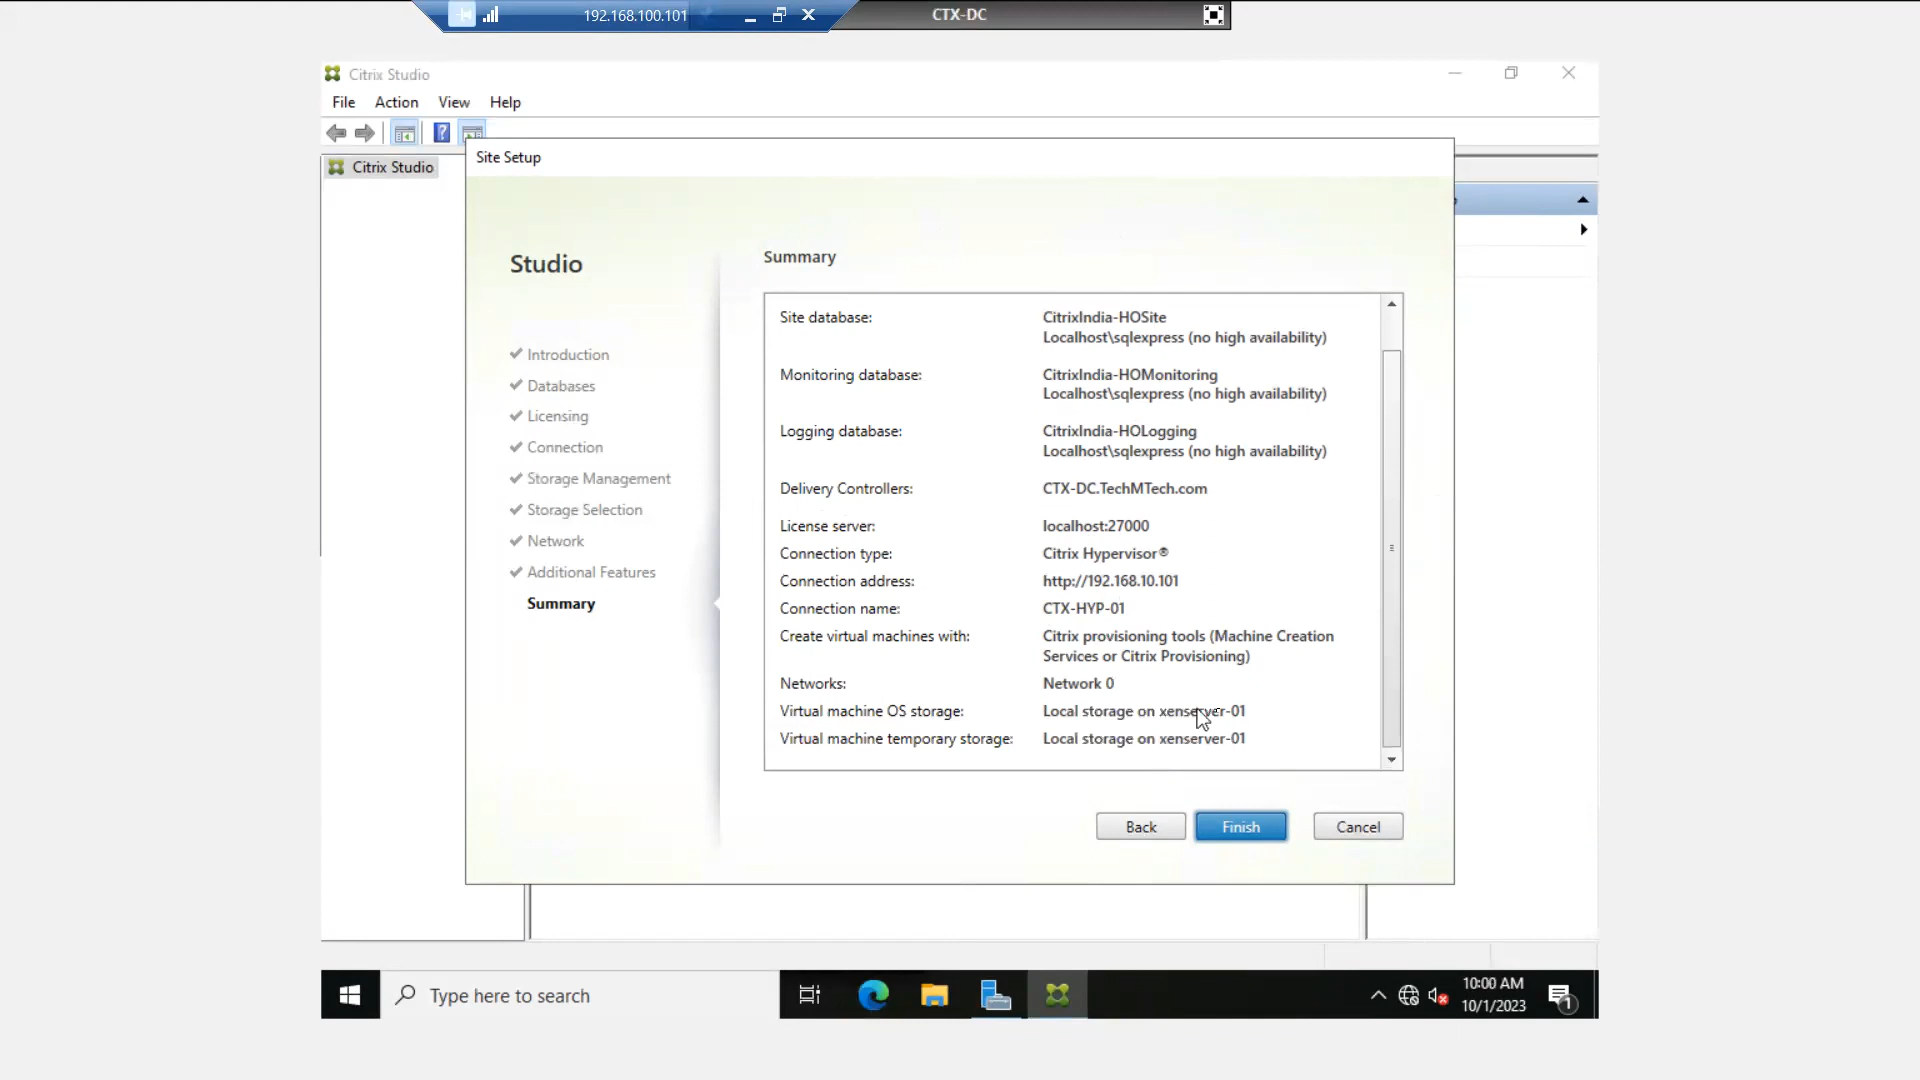 192.168.100.101
CTX-DC
Citrix Studio
File Action View Help
Citrix Studio
Site Setup
Studio
Introduction
Databases
Licensing
Connection
Storage Management
Storage Selection
Network
Additional Features
Summary
Summary
Site database: CitrixIndia-HOSite
Localhost\sqlexpress (no high availability)
Monitoring database: CitrixIndia-HOMonitoring
Localhost\sqlexpress (no high availability)
Logging database: CitrixIndia-HOLogging
Localhost\sqlexpress (no high availability)
Delivery Controllers: CTX-DC.TechMTech.com
License server: localhost:27000
Connection type: Citrix Hypervisor®
Connection address: http://192.168.10.101
Connection name: CTX-HYP-01
Create virtual machines with: Citrix provisioning tools (Machine Creation
Services or Citrix Provisioning)
Networks: Network 0
Virtual machine OS storage: Local storage on xenserver-01
Virtual machine temporary storage: Local storage on xenserver-01
Back Finish Cancel
Type here to search
10:00 AM
10/1/2023
1